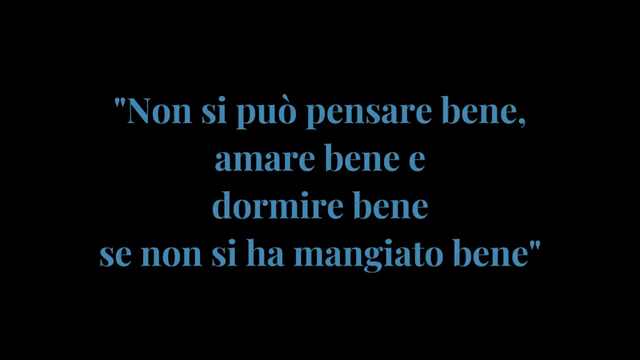 "Non si può pensare bene,
amare bene e
dormire bene
se non si ha mangiato bene"